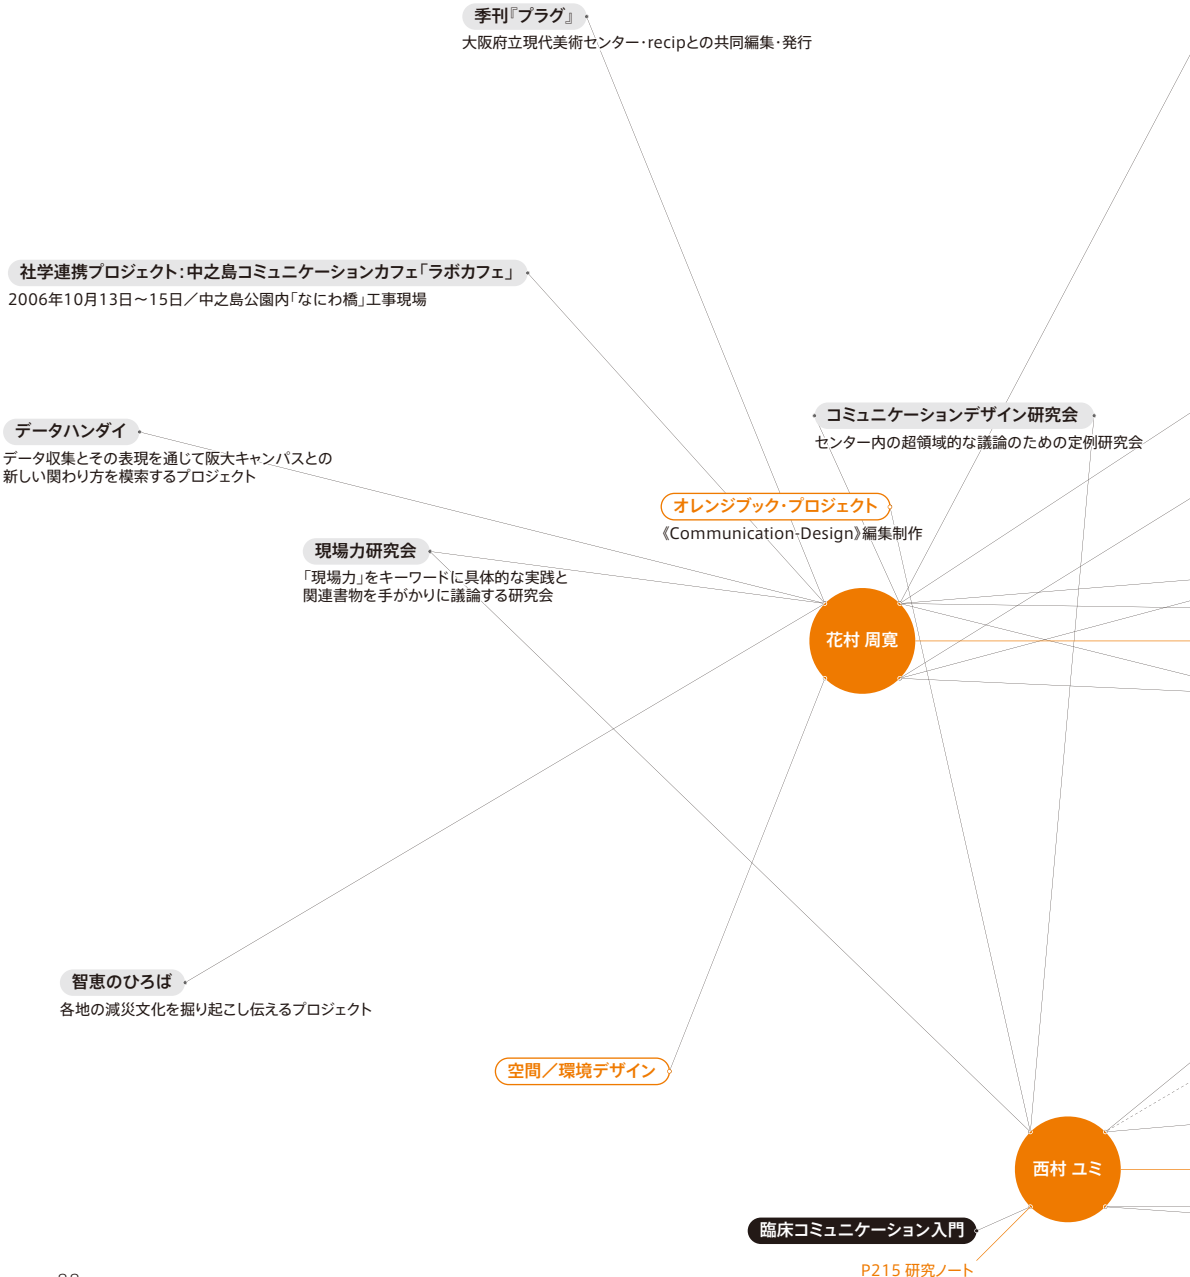 季刊『プラグ』
大阪府立現代美術センター・recipとの共同編集・発行
社学連携プロジェクト：中之島コミュニケーションカフェ「ラボカフェ」
2006年10月13日〜15日／中之島公園内「なにわ橋」工事現場
コミュニケーションデザイン研究会
センター内の超領域的な議論のための定例研究会
データハンダイ
データ収集とその表現を通じて阪大キャンパスとの
新しい関わり方を模索するプロジェクト
オレンジブック・プロジェクト
《Communication-Design》編集制作
現場力研究会
「現場力」をキーワードに具体的な実践と
関連書物を手がかりに議論する研究会
花村 周寛
智恵のひろば
各地の減災文化を掘り起こし伝えるプロジェクト
空間／環境デザイン
西村 ユミ
臨床コミュニケーション入門
P215 研究ノート